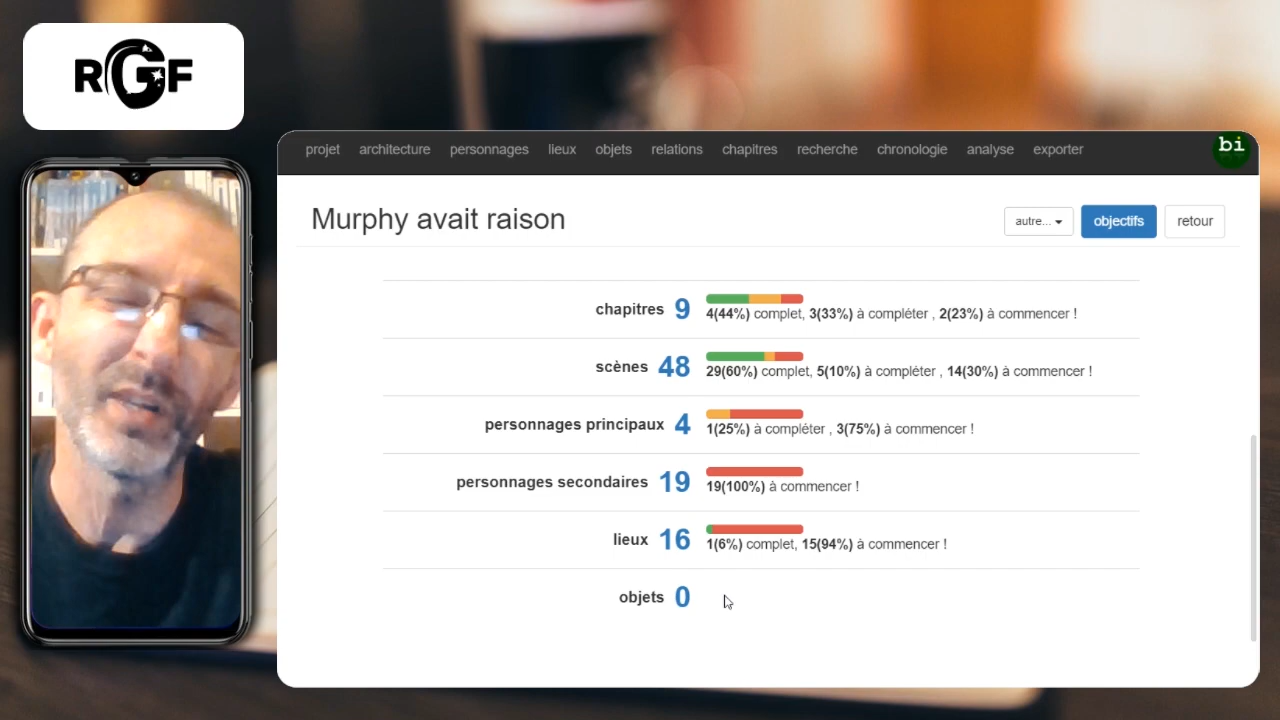 RGF
projet architecture personnages lieux objets relations chapitres recherche chronologie analyse exporter bi
Murphy avait raison
autre... objectifs retour
chapitres 9
4(44%) complet, 3(33%) à compléter , 2(23%) à commencer !
scènes 48
29(60%) complet, 5(10%) à compléter , 14(30%) à commencer !
personnages principaux 4
1(25%) à compléter , 3(75%) à commencer !
personnages secondaires 19
19(100%) à commencer !
lieux 16
1(6%) complet, 15(94%) à commencer !
objets 0